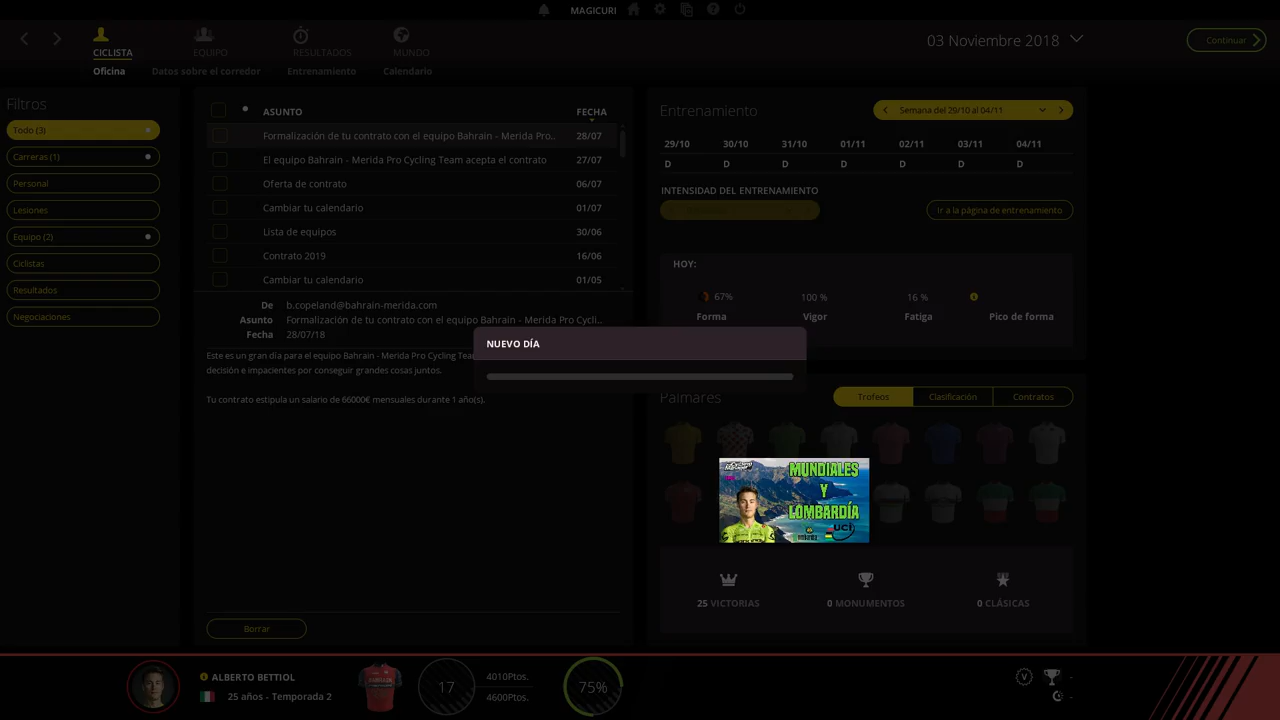 MAGICURI
CICLISTA
EQUIPO
RESULTADOS
MUNDO
03 Noviembre 2018
Continuar
Oficina
Datos sobre el corredor
Entrenamiento
Calendario
Filtros
Todo (3)
Carreras (1)
Personal
Lesiones
Equipo (2)
Ciclistas
Resultados
Negociaciones
ASUNTO FECHA
Formalización de tu contrato con el equipo Bahrain - Merida Pro.. 28/07
El equipo Bahrain - Merida Pro Cycling Team acepta el contrato 27/07
Oferta de contrato 06/07
Cambiar tu calendario 01/07
Lista de equipos 30/06
Contrato 2019 16/06
Cambiar tu calendario 01/05
De b.copeland@bahrain-merida.com
Asunto Formalización de tu contrato con el equipo Bahrain - Merida Pro Cycli..
Fecha 28/07/18
Este es un gran día para el equipo Bahrain - Merida Pro Cycling Tea
decisión e impacientes por conseguir grandes cosas juntos.
Tu contrato estipula un salario de 66000€ mensuales durante 1 año(s).
Borrar
Entrenamiento
Semana del 29/10 al 04/11
29/10 30/10 31/10 01/11 02/11 03/11 04/11
D D D D D D D
INTENSIDAD DEL ENTRENAMIENTO
Ir a la página de entrenamiento
HOY:
67% 100 % 16 %
Forma Vigor Fatiga Pico de forma
NUEVO DÍA
Palmarés
Trofeos
Clasificación
Contratos
MUNDIALES
Y
LOMBARDÍA
uci
25 VICTORIAS
0 MONUMENTOS
0 CLÁSICAS
ALBERTO BETTIOL
25 años - Temporada 2
17
4010Ptos.
4600Ptos.
75%
V
-
-